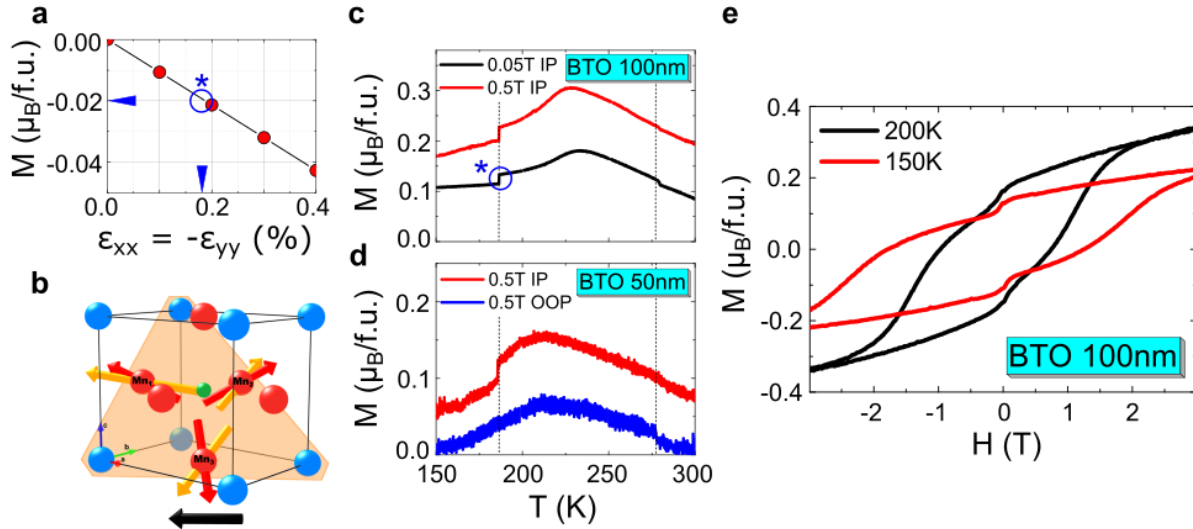 a
0.00
-0.02
-0.04
M (μB/f.u.)
*
0.0 0.2 0.4
εxx = -εyy (%)
b
Mn1
Mn2
Mn3
c
b
a
c
0.05T IP
0.5T IP
BTO 100nm
0.3
0.2
0.1
0.0
M (μB/f.u.)
*
d
0.5T IP
0.5T OOP
BTO 50nm
0.2
0.1
0.0
M (μB/f.u.)
150 200 250 300
T (K)
e
200K
150K
0.4
0.2
0.0
-0.2
-0.4
M (μB/f.u.)
BTO 100nm
-2 -1 0 1 2
H (T)